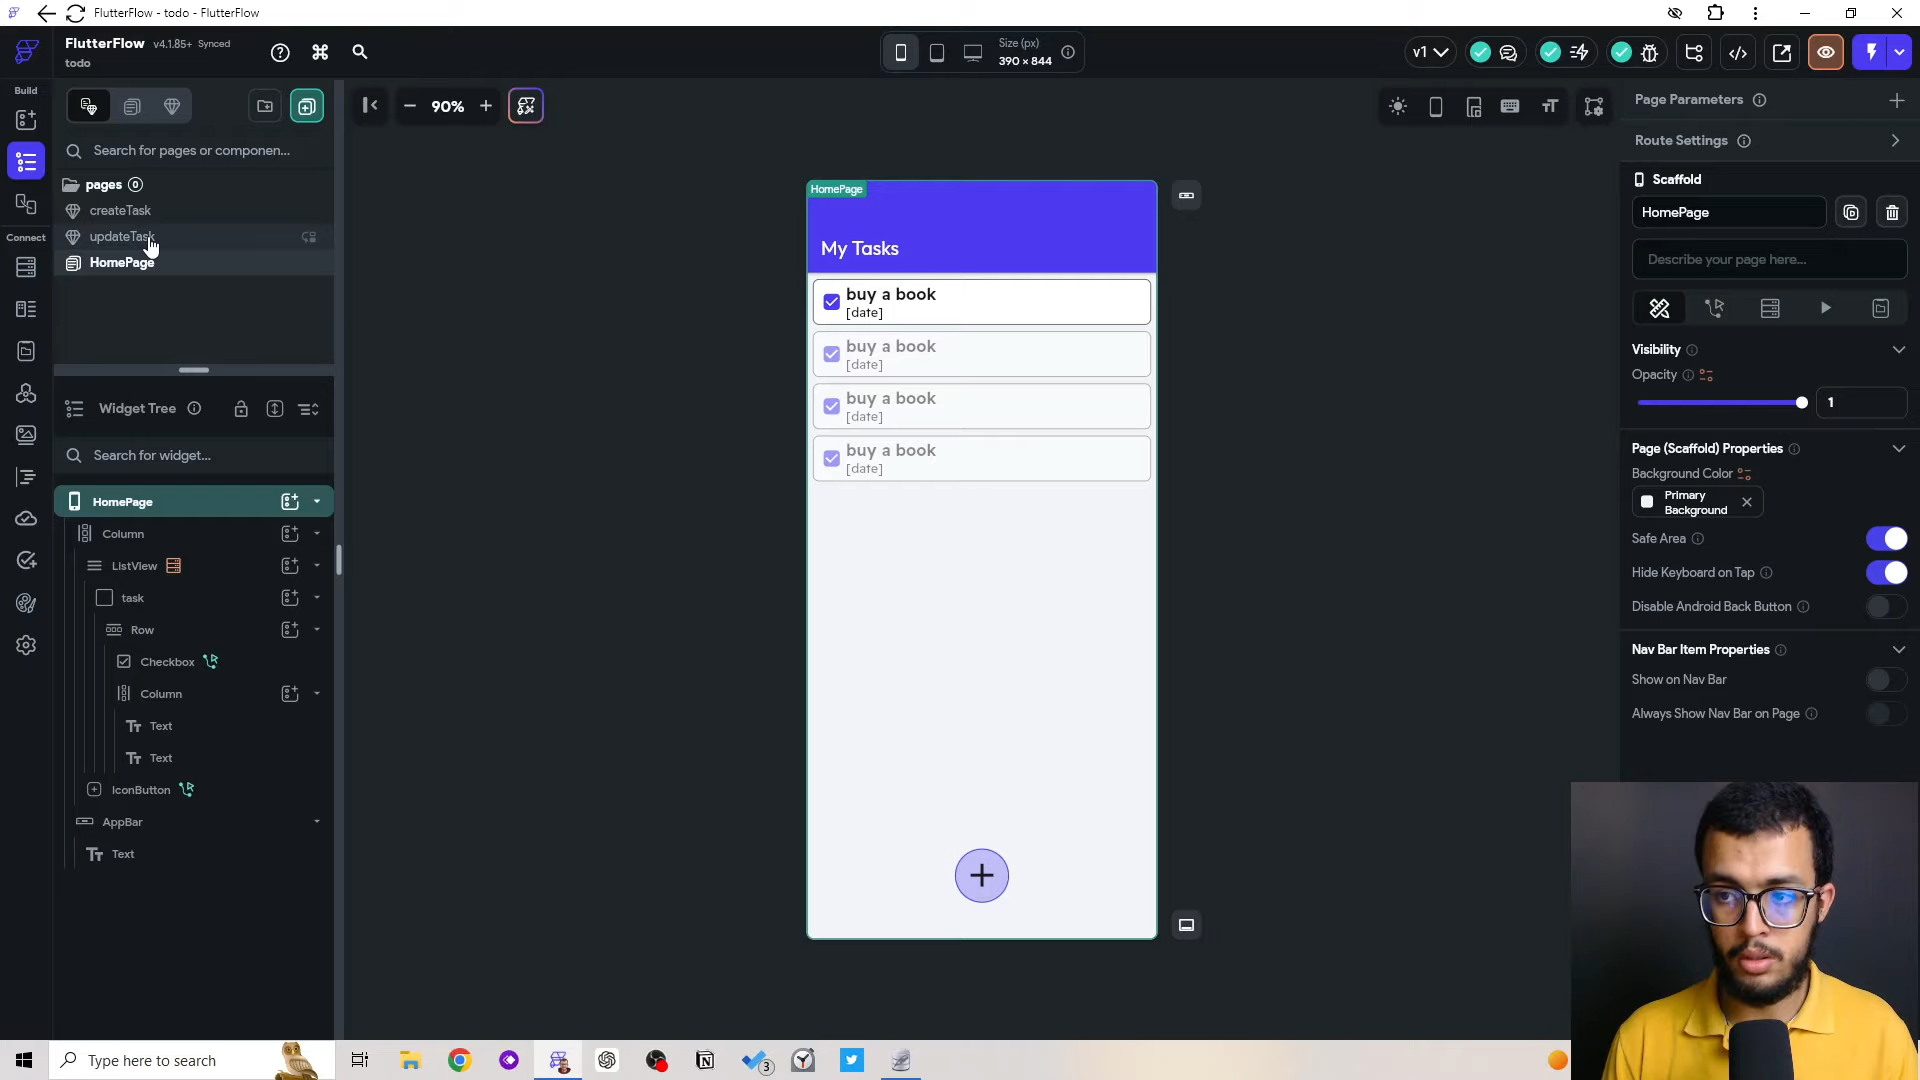 FlutterFlow - todo - FlutterFlow
FlutterFlow v4.1.85+ Synced
todo
Size (px)
390 × 844
v1
Build
90%
Page Parameters
Search for pages or componen...
Route Settings
pages 0
createTask
updateTask
HomePage
Connect
Scaffold
HomePage
Describe your page here...
HomePage
My Tasks
buy a book
[date]
buy a book
[date]
buy a book
[date]
buy a book
[date]
Visibility
Opacity
1
Widget Tree
Search for widget...
HomePage
Column
ListView
task
Row
Checkbox
Column
Text
Text
IconButton
AppBar
Text
Page (Scaffold) Properties
Background Color
Primary
Background
Safe Area
Hide Keyboard on Tap
Disable Android Back Button
Nav Bar Item Properties
Show on Nav Bar
Always Show Nav Bar on Page
Type here to search
3